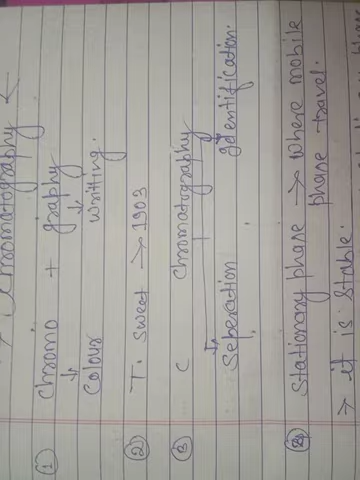 → Chromatography ←
① Chromo + graphy
↓ ↓
Colour writting.
② T. Sweet → 1903
③ C Chromatography
↓
Seperation Identification.
④ Stationary phase → Where mobile
phase travel.
→ it is stable.